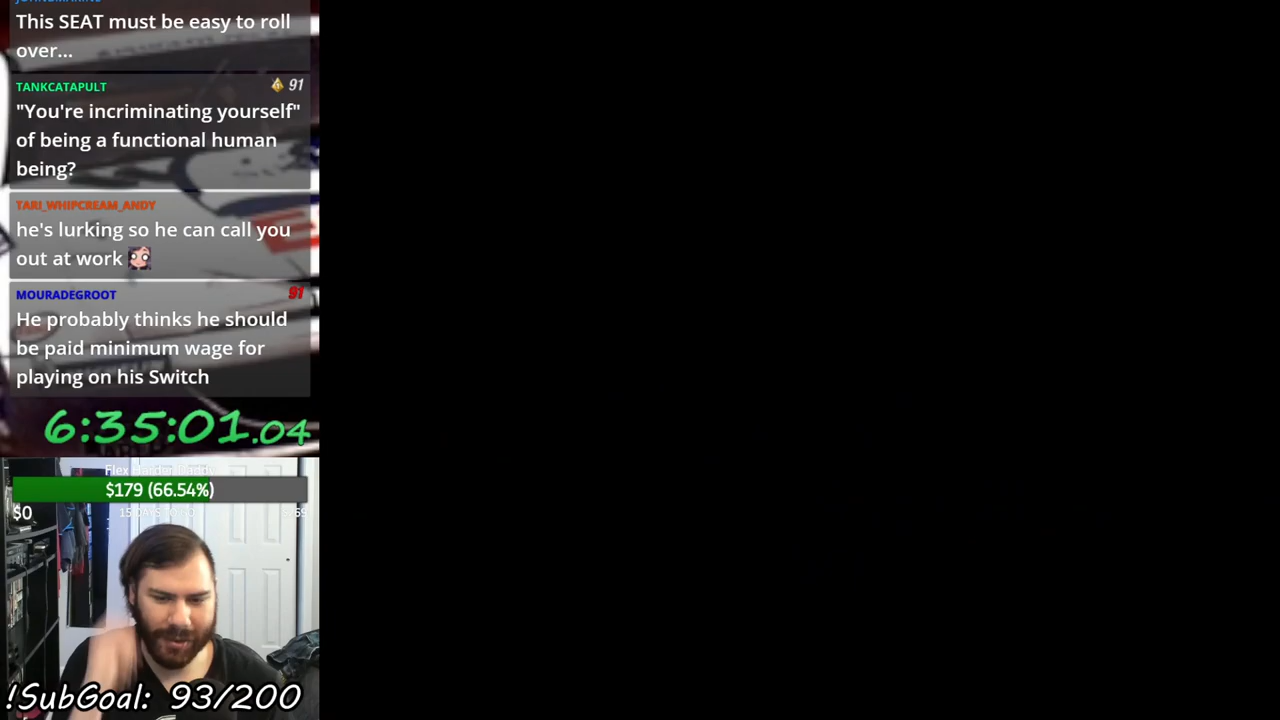 This SEAT must be easy to roll
over...
TANKCATAPULT
91
"You're incriminating yourself"
of being a functional human
being?
TARI_WHIPCREAM_ANDY
he's lurking so he can call you
out at work
MOURADEGROOT
91
He probably thinks he should
be paid minimum wage for
playing on his Switch
6:35:01.04
$179 (66.54%)
$0
!SubGoal: 93/200